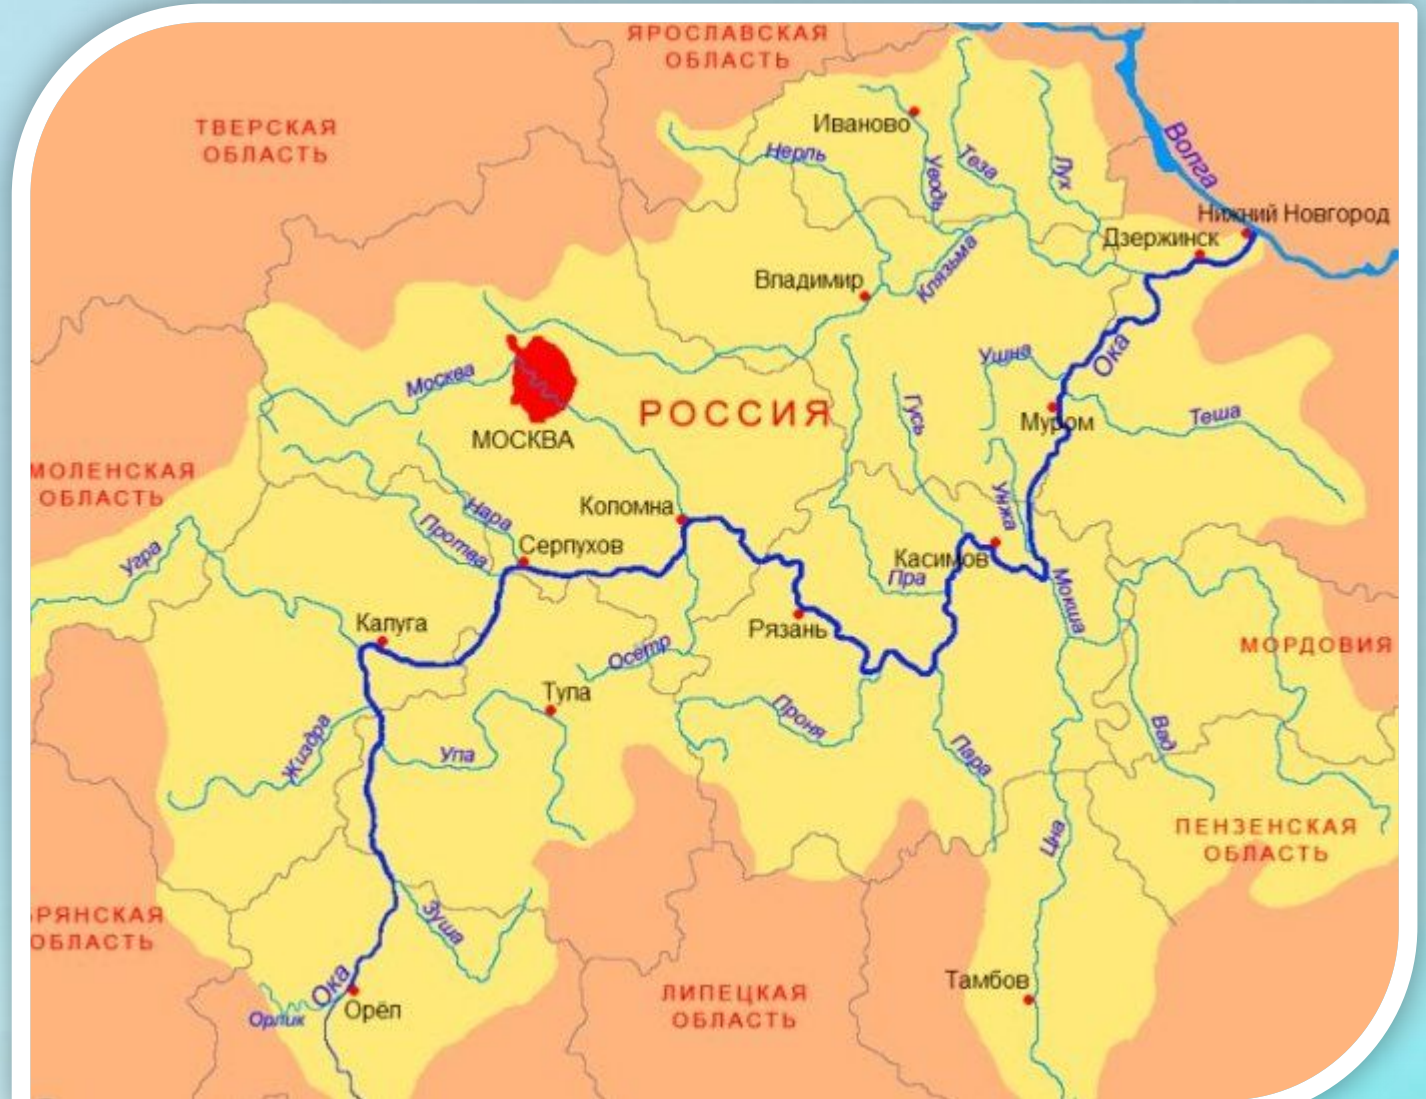 ЯРОСЛАВСКАЯ
ОБЛАСТЬ
ТВЕРСКАЯ
ОБЛАСТЬ
Иваново
Нерль
Уводь
Теза
Лух
Волга
Нижний Новгород
Дзержинск
Владимир
Клязьма
Ока
Ушна
Москва
РОССИЯ
Гусь
Муром
Теша
МОСКВА
МОЛЕНСКАЯ
ОБЛАСТЬ
Коломна
Нара
Протва
Серпухов
Унжа
Касимов
Пра
Мокша
Угра
Калуга
Рязань
Осётр
МОРДОВИЯ
Тула
Проня
Жиздра
Упа
Пара
Вад
Цна
ПЕНЗЕНСКАЯ
ОБЛАСТЬ
РЯНСКАЯ
ОБЛАСТЬ
Зуша
Ока
Орёл
Орлик
ЛИПЕЦКАЯ
ОБЛАСТЬ
Тамбов